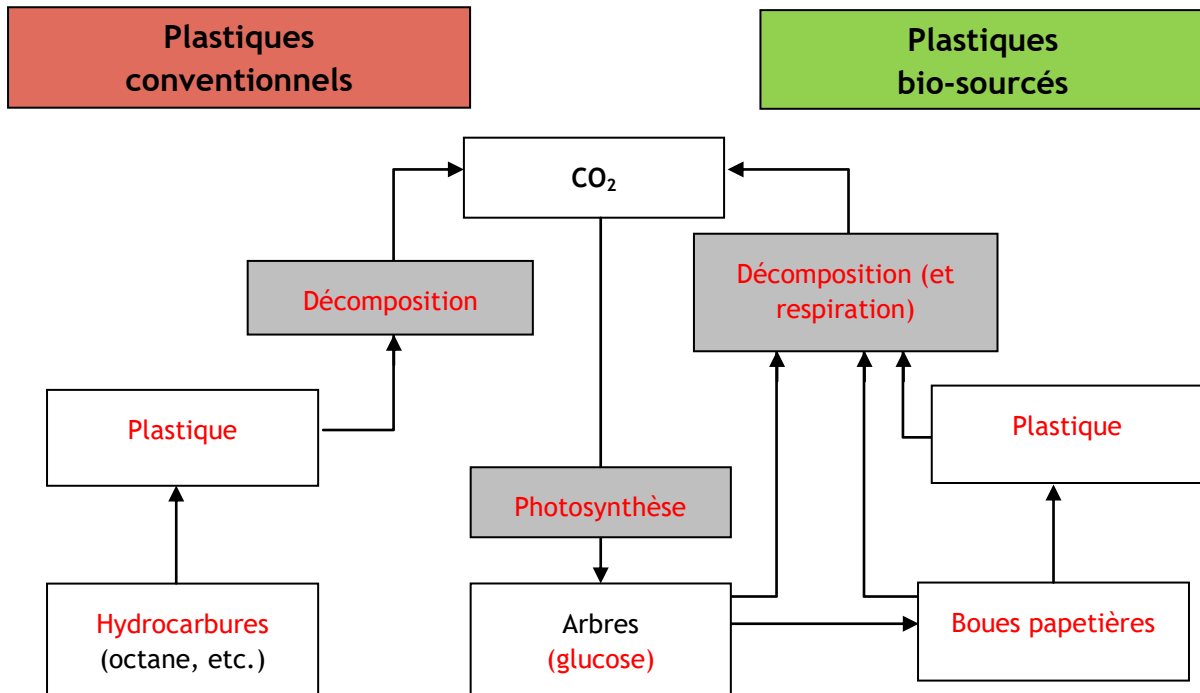 Plastiques
conventionnels
Plastiques
bio-sourcés
CO₂
Décomposition
Décomposition (et
respiration)
Plastique
Plastique
Photosynthèse
Hydrocarbures
(octane, etc.)
Arbres
(glucose)
Boues papetières